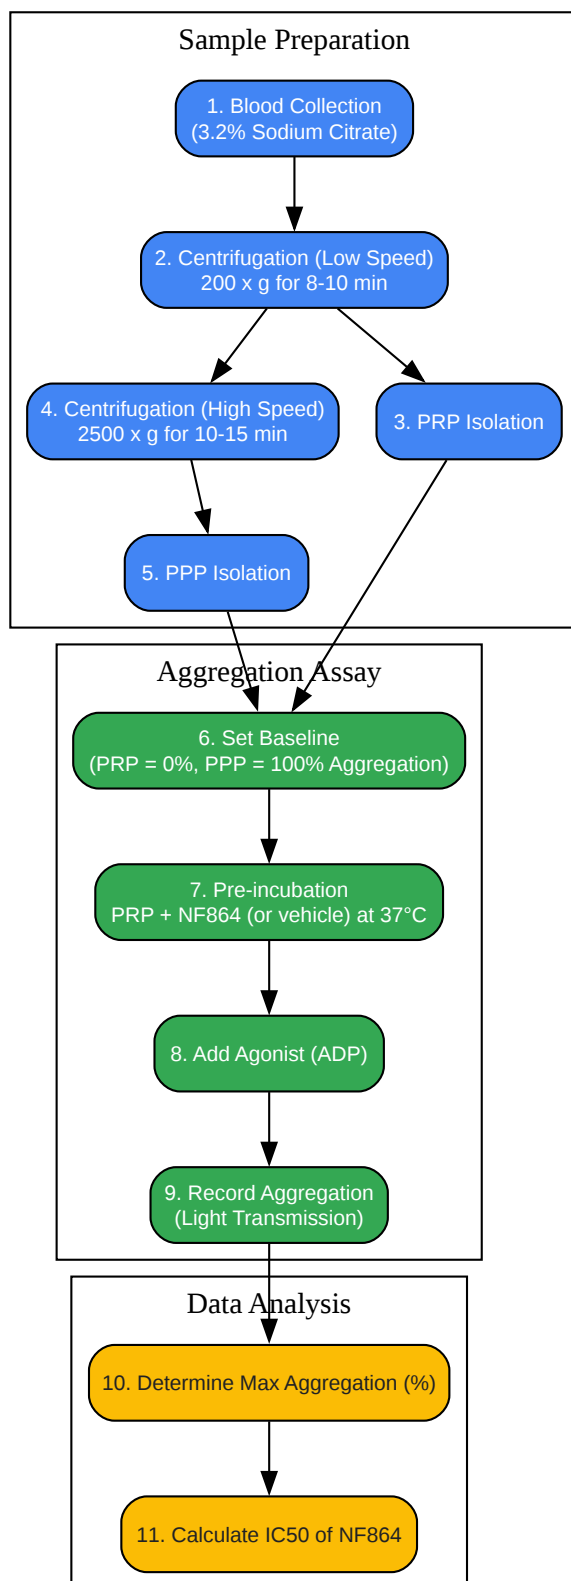 Sample Preparation
1. Blood Collection
(3.2% Sodium Citrate)
2. Centrifugation (Low Speed)
200 x g for 8-10 min
4. Centrifugation (High Speed)
2500 x g for 10-15 min
3. PRP Isolation
5. PPP Isolation
Aggregation Assay
6. Set Baseline
(PRP = 0%, PPP = 100% Aggregation)
7. Pre-incubation
PRP + NF864 (or vehicle) at 37°C
8. Add Agonist (ADP)
9. Record Aggregation
(Light Transmission)
Data Analysis
10. Determine Max Aggregation (%)
11. Calculate IC50 of NF864